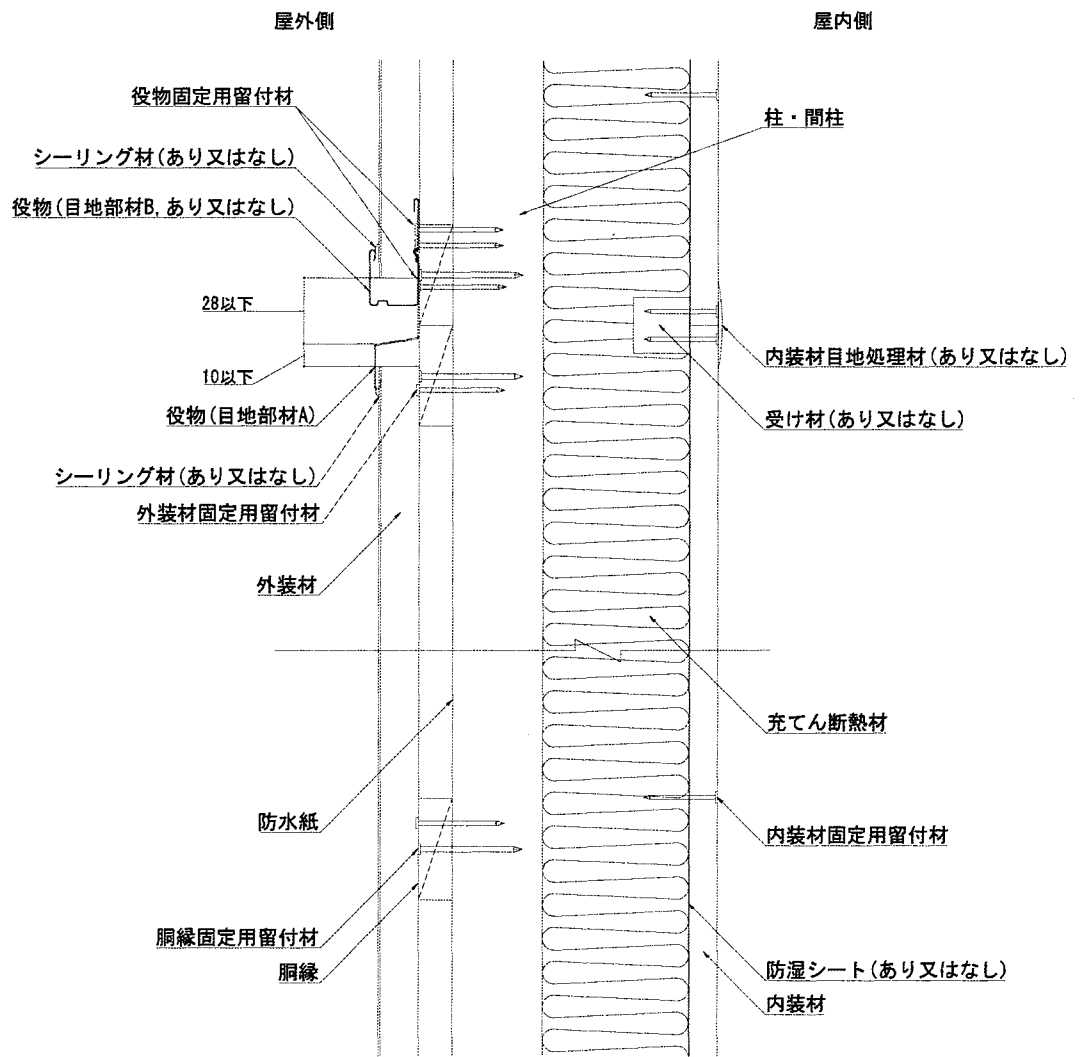 屋外側
屋内側
役物固定用留付材
シーリング材(あり又はなし)
役物(目地部材B,あり又はなし)
28以下
10以下
役物(目地部材A)
シーリング材(あり又はなし)
外装材固定用留付材
外装材
防水紙
胴縁固定用留付材
胴縁
柱・間柱
内装材目地処理材(あり又はなし)
受け材(あり又はなし)
充てん断熱材
内装材固定用留付材
防湿シート(あり又はなし)
内装材